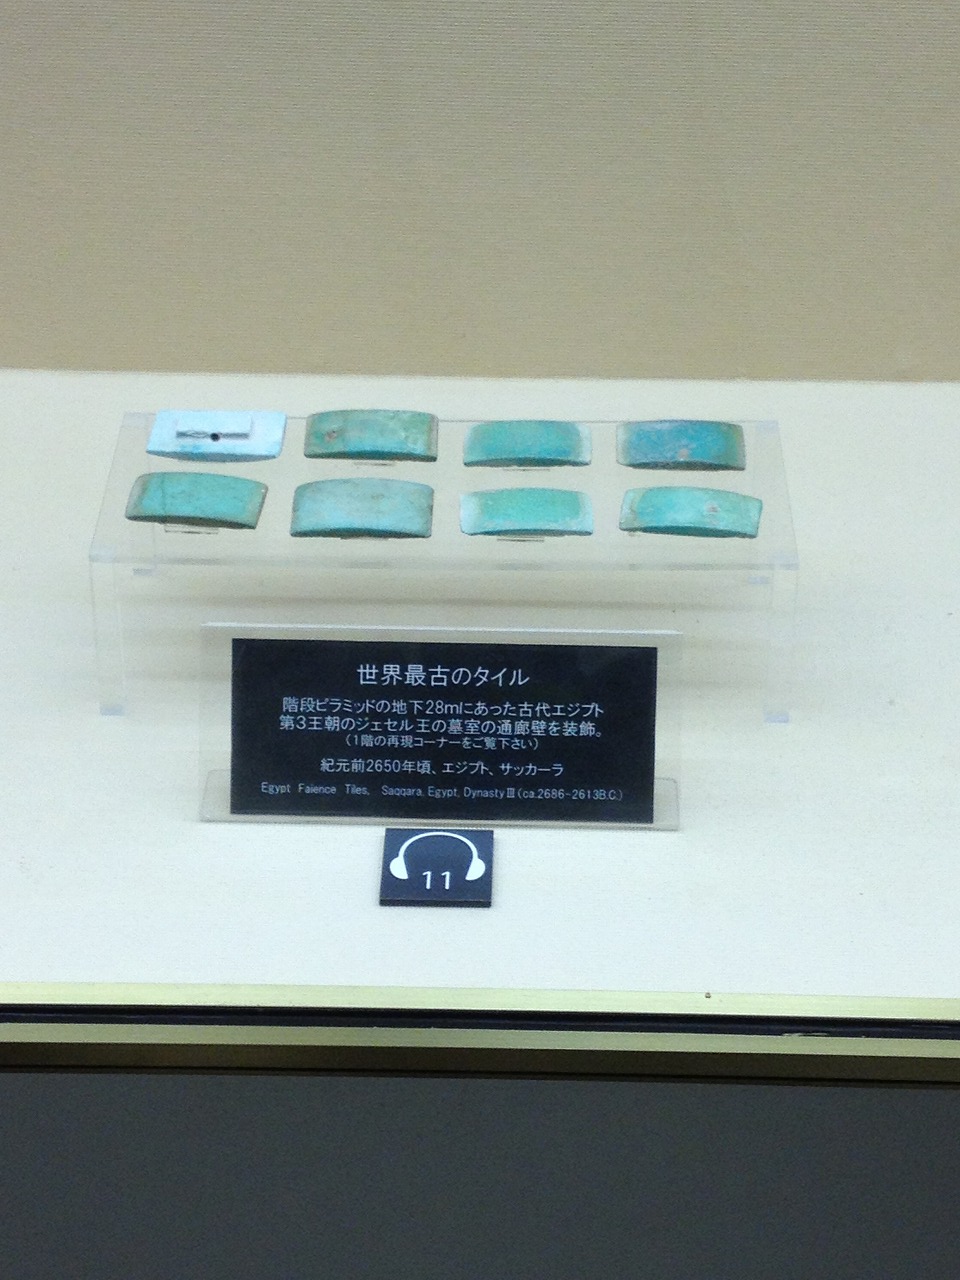 世界最古のタイル
階段ピラミッドの地下28mにあった古代エジプト
第3王朝のジェセル王の墓室の通廊壁を装飾。
(1階の再現コーナーをご覧下さい)
紀元前2650年頃、エジプト、サッカーラ
Egypt Faience Tiles, Saqqara, Egypt, Dynasty Ⅲ (ca.2686-2613B.C.)
11